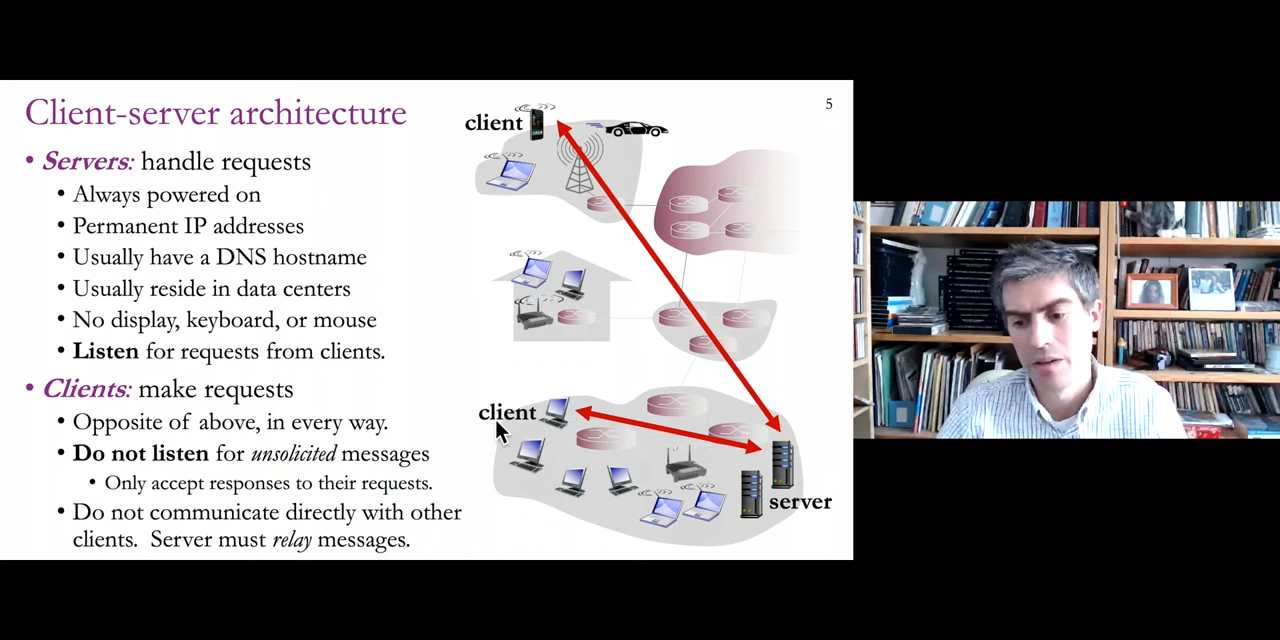 Client-server architecture
5
• Servers: handle requests
• Always powered on
• Permanent IP addresses
• Usually have a DNS hostname
• Usually reside in data centers
• No display, keyboard, or mouse
• Listen for requests from clients.
• Clients: make requests
• Opposite of above, in every way.
• Do not listen for unsolicited messages
• Only accept responses to their requests.
• Do not communicate directly with other
clients. Server must relay messages.
client
client
server